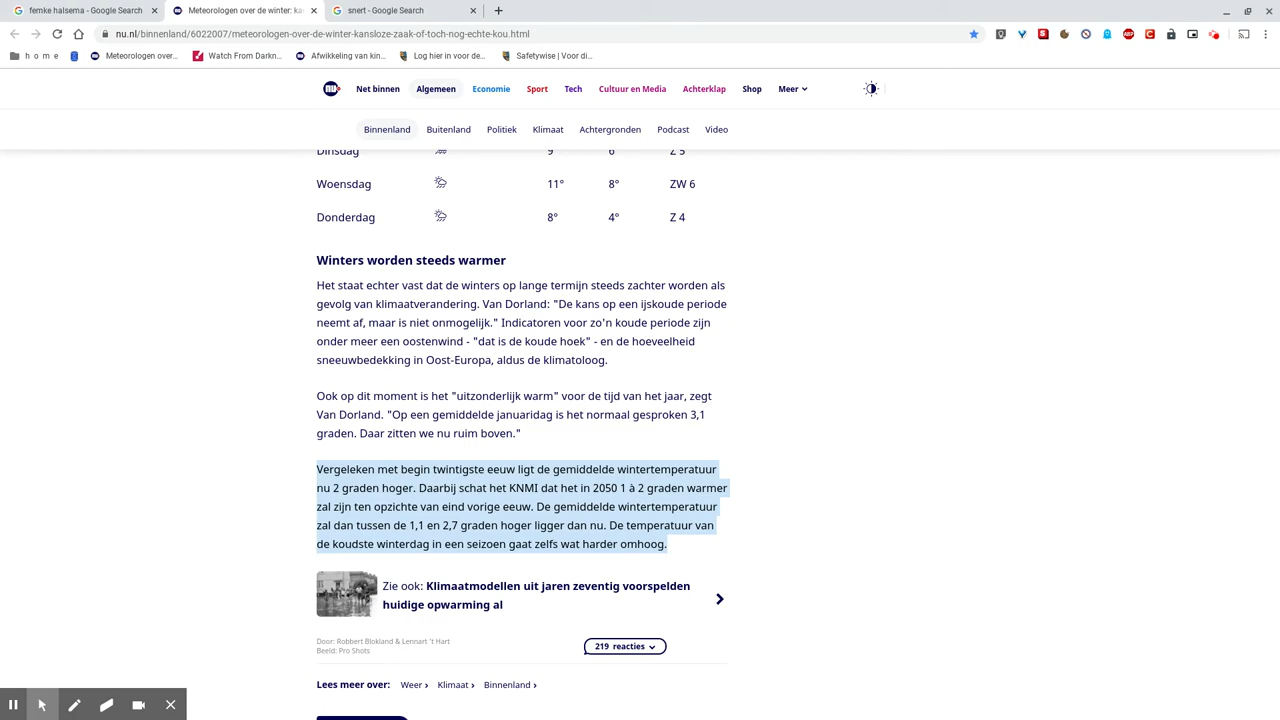 femke halsema - Google Search
Meteorologen over de winter: ka
snert - Google Search
nu.nl/binnenland/6022007/meteorologen-over-de-winter-kansloze-zaak-of-toch-nog-echte-kou.html
h o m e
Meteorologen over...
Watch From Darkn...
Afwikkeling van kin...
Log hier in voor de...
Safetywise | Voor di...
nu
Net binnen
Algemeen
Economie
Sport
Tech
Cultuur en Media
Achterklap
Shop
Meer
Binnenland
Buitenland
Politiek
Klimaat
Achtergronden
Podcast
Video
Dinsdag 9° 6° Z 5
Woensdag 11° 8° ZW 6
Donderdag 8° 4° Z 4
Winters worden steeds warmer
Het staat echter vast dat de winters op lange termijn steeds zachter worden als
gevolg van klimaatverandering. Van Dorland: "De kans op een ijskoude periode
neemt af, maar is niet onmogelijk." Indicatoren voor zo'n koude periode zijn
onder meer een oostenwind - "dat is de koude hoek" - en de hoeveelheid
sneeuwbedekking in Oost-Europa, aldus de klimatoloog.
Ook op dit moment is het "uitzonderlijk warm" voor de tijd van het jaar, zegt
Van Dorland. "Op een gemiddelde januaridag is het normaal gesproken 3,1
graden. Daar zitten we nu ruim boven."
Vergeleken met begin twintigste eeuw ligt de gemiddelde wintertemperatuur
nu 2 graden hoger. Daarbij schat het KNMI dat het in 2050 1 à 2 graden warmer
zal zijn ten opzichte van eind vorige eeuw. De gemiddelde wintertemperatuur
zal dan tussen de 1,1 en 2,7 graden hoger ligger dan nu. De temperatuur van
de koudste winterdag in een seizoen gaat zelfs wat harder omhoog.
Zie ook: Klimaatmodellen uit jaren zeventig voorspelden
huidige opwarming al
Door: Robbert Blokland & Lennart 't Hart
Beeld: Pro Shots
219 reacties
Lees meer over: Weer Klimaat Binnenland